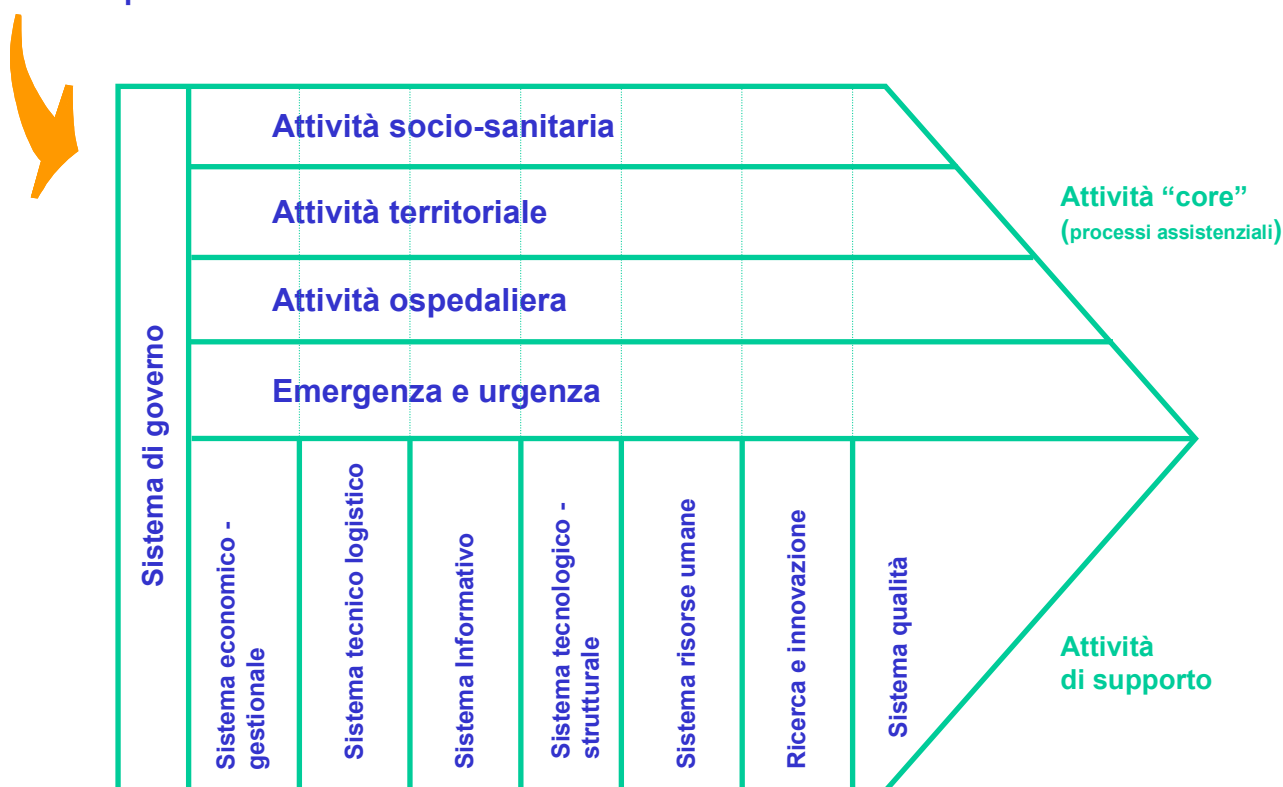 Attività socio-sanitaria
Attività territoriale
Attività ospedaliera
Emergenza e urgenza
Attività “core”
(processi assistenziali)
Sistema di governo
Sistema economico -
gestionale
Sistema tecnico logistico
Sistema Informativo
Sistema tecnologico -
strutturale
Sistema risorse umane
Ricerca e innovazione
Sistema qualità
Attività
di supporto